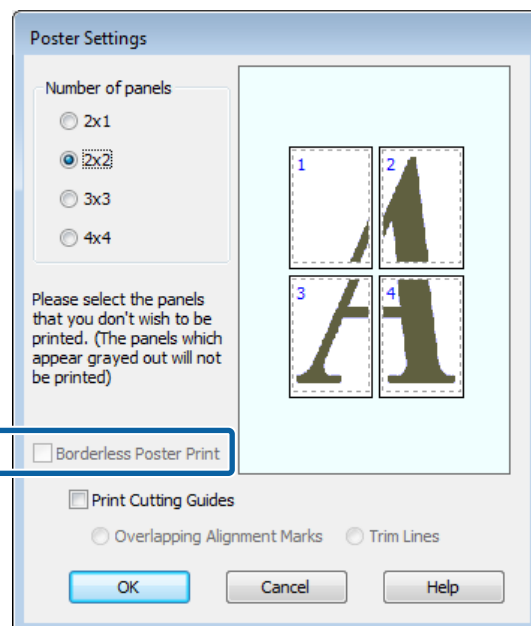 Poster Settings
Number of panels
2x1
2x2
3x3
4x4
Please select the panels
that you don't wish to be
printed. (The panels which
appear grayed out will not
be printed)
1
2
3
4
A
Borderless Poster Print
Print Cutting Guides
Overlapping Alignment Marks
Trim Lines
OK
Cancel
Help